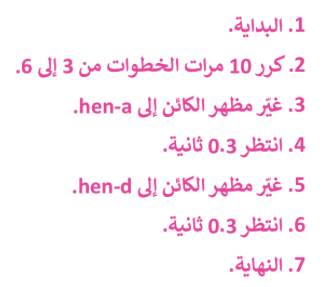 1. البداية.
2. كرر 10 مرات الخطوات من 3 إلى 6.
3. غيّر مظهر الكائن إلى hen-a.
4. انتظر 0.3 ثانية.
5. غيّر مظهر الكائن إلى hen-d.
6. انتظر 0.3 ثانية.
7. النهاية.